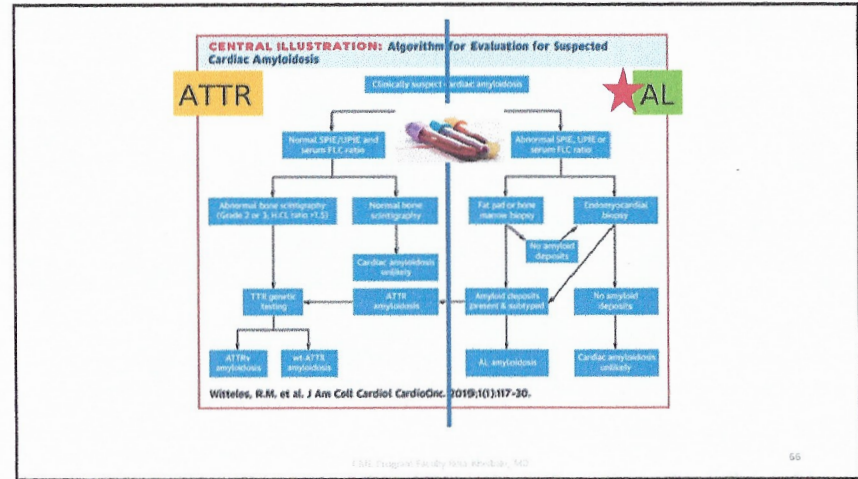 CENTRAL ILLUSTRATION: Algorithm for Evaluation for Suspected
Cardiac Amyloidosis
ATTR
AL
Clinically suspect cardiac amyloidosis
Normal SPIE/UPIE and
serum FLC ratio
Abnormal SPIE, UPIE or
serum FLC ratio
Abnormal bone scintigraphy
(Grade 2 or 3, H:CL ratio >1.5)
Normal bone
scintigraphy
Fat pad or bone
marrow biopsy
Endomyocardial
biopsy
No amyloid
deposits
Cardiac amyloidosis
unlikely
TTR genetic
testing
ATTR
amyloidosis
Amyloid deposits
present & subtyped
No amyloid
deposits
ATTRv
amyloidosis
wt-ATTR
amyloidosis
AL amyloidosis
Cardiac amyloidosis
unlikely
Witteles, R.M. et al. J Am Coll Cardiol CardioOnc. 2019;1(1):117-30.
66